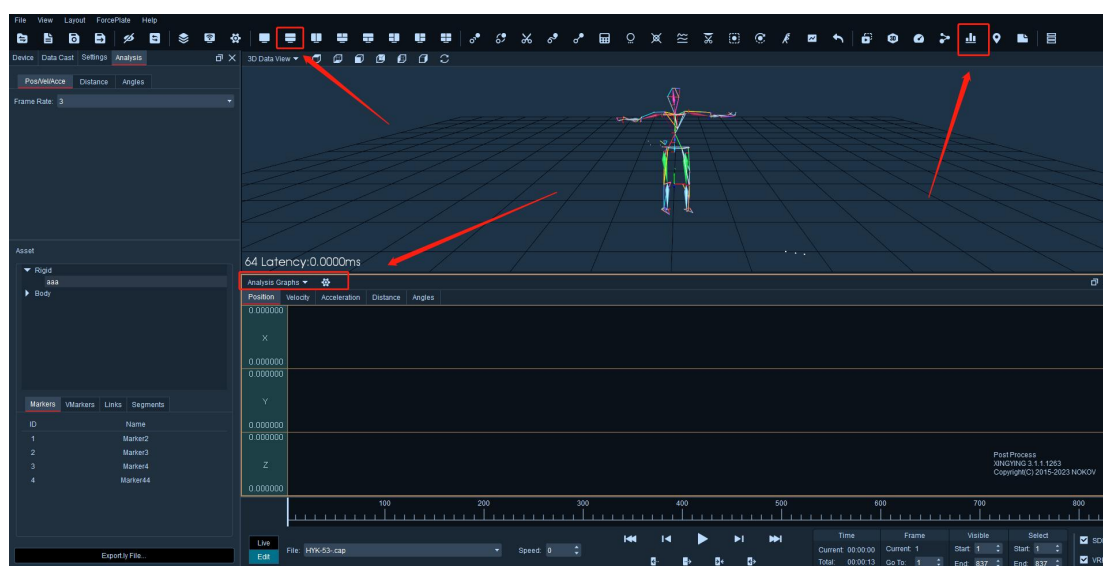 File View Layout ForcePlate Help
Device Data Cast Settings Analysis
3D Data View
Pos/Vel/Acce Distance Angles
Frame Rate: 3
64 Latency:0.0000ms
Asset
Rigid
aaa
Body
Analysis Graphs
Position Velocity Acceleration Distance Angles
0.000000
X
0.000000
0.000000
Y
0.000000
0.000000
Z
0.000000
Markers VMarkers Links Segments
ID Name
1 Marker2
2 Marker3
3 Marker4
4 Marker44
Post Process
XINGYING 3.1.1.1263
Copyright(C) 2015-2023 NOKOV
100 200 300 400 500 600 700 800
Export.ly File...
Live
Edit
File: HYK-53-.cap
Speed: 0
Time Frame Visible Select
Current: 00:00:00 Current: 1 Start: 1 Start: 1
Total: 00:00:13 Go To: 1 End: 837 End: 837